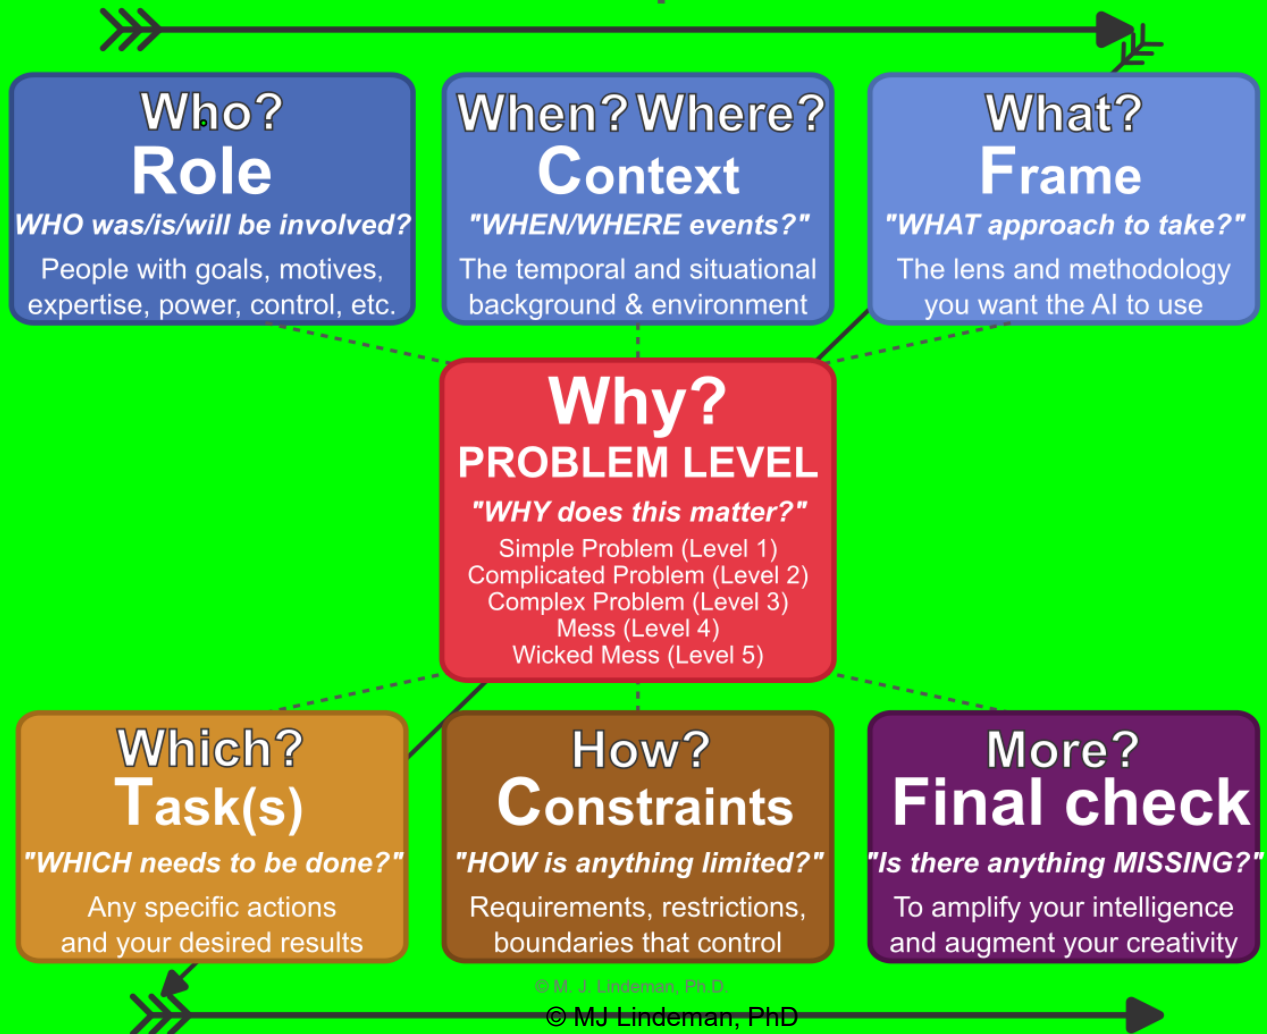 Who?
Role
WHO was/is/will be involved?
People with goals, motives,
expertise, power, control, etc.
When? Where?
Context
"WHEN/WHERE events?"
The temporal and situational
background & environment
What?
Frame
"WHAT approach to take?"
The lens and methodology
you want the AI to use
Why?
PROBLEM LEVEL
"WHY does this matter?"
Simple Problem (Level 1)
Complicated Problem (Level 2)
Complex Problem (Level 3)
Mess (Level 4)
Wicked Mess (Level 5)
Which?
Task(s)
"WHICH needs to be done?"
Any specific actions
and your desired results
How?
Constraints
"HOW is anything limited?"
Requirements, restrictions,
boundaries that control
More?
Final check
"Is there anything MISSING?"
To amplify your intelligence
and augment your creativity
© M. J. Lindeman, Ph.D.
© MJ Lindeman, PhD